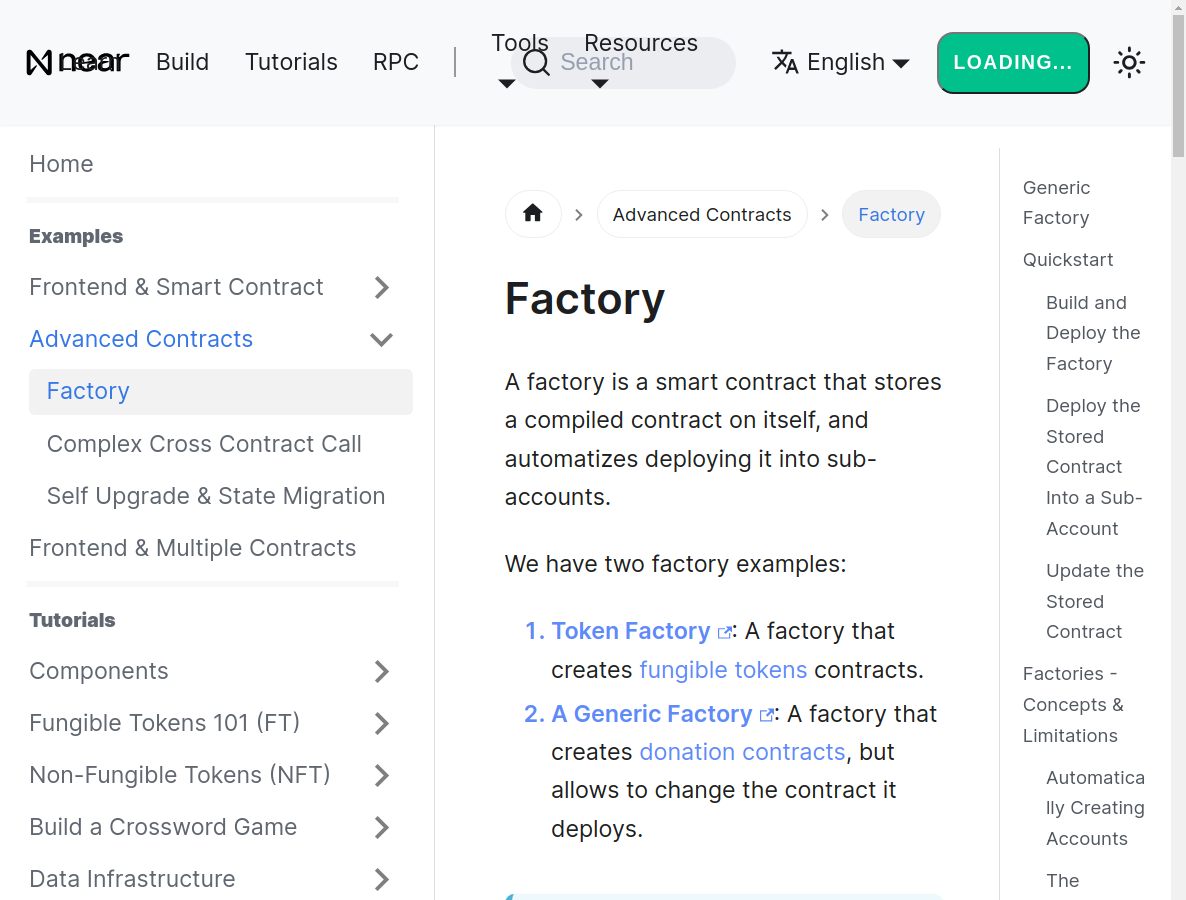 near
Learn
Build
Tutorials
RPC
Tools
Resources
Search
English
LOADING...
Home
Examples
Frontend & Smart Contract
Advanced Contracts
Factory
Complex Cross Contract Call
Self Upgrade & State Migration
Frontend & Multiple Contracts
Tutorials
Components
Fungible Tokens 101 (FT)
Non-Fungible Tokens (NFT)
Build a Crossword Game
Data Infrastructure
Advanced Contracts
Factory
Factory
A factory is a smart contract that stores
a compiled contract on itself, and
automatizes deploying it into sub-
accounts.
We have two factory examples:
1. Token Factory: A factory that
creates fungible tokens contracts.
2. A Generic Factory: A factory that
creates donation contracts, but
allows to change the contract it
deploys.
Generic
Factory
Quickstart
Build and
Deploy the
Factory
Deploy the
Stored
Contract
Into a Sub-
Account
Update the
Stored
Contract
Factories -
Concepts &
Limitations
Automatica
lly Creating
Accounts
The